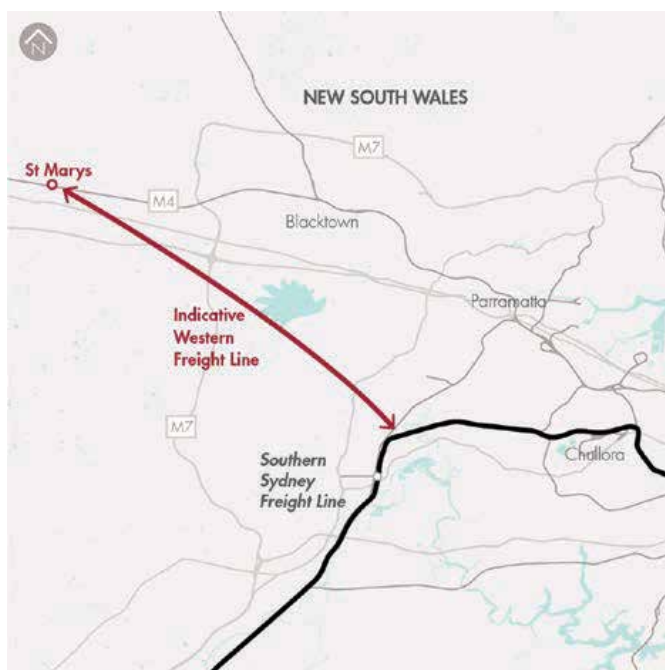 N
NEW SOUTH WALES
M7
St Marys
M4
Blacktown
Parramatta
Indicative
Western
Freight Line
M7
Southern
Sydney
Freight Line
Chullora